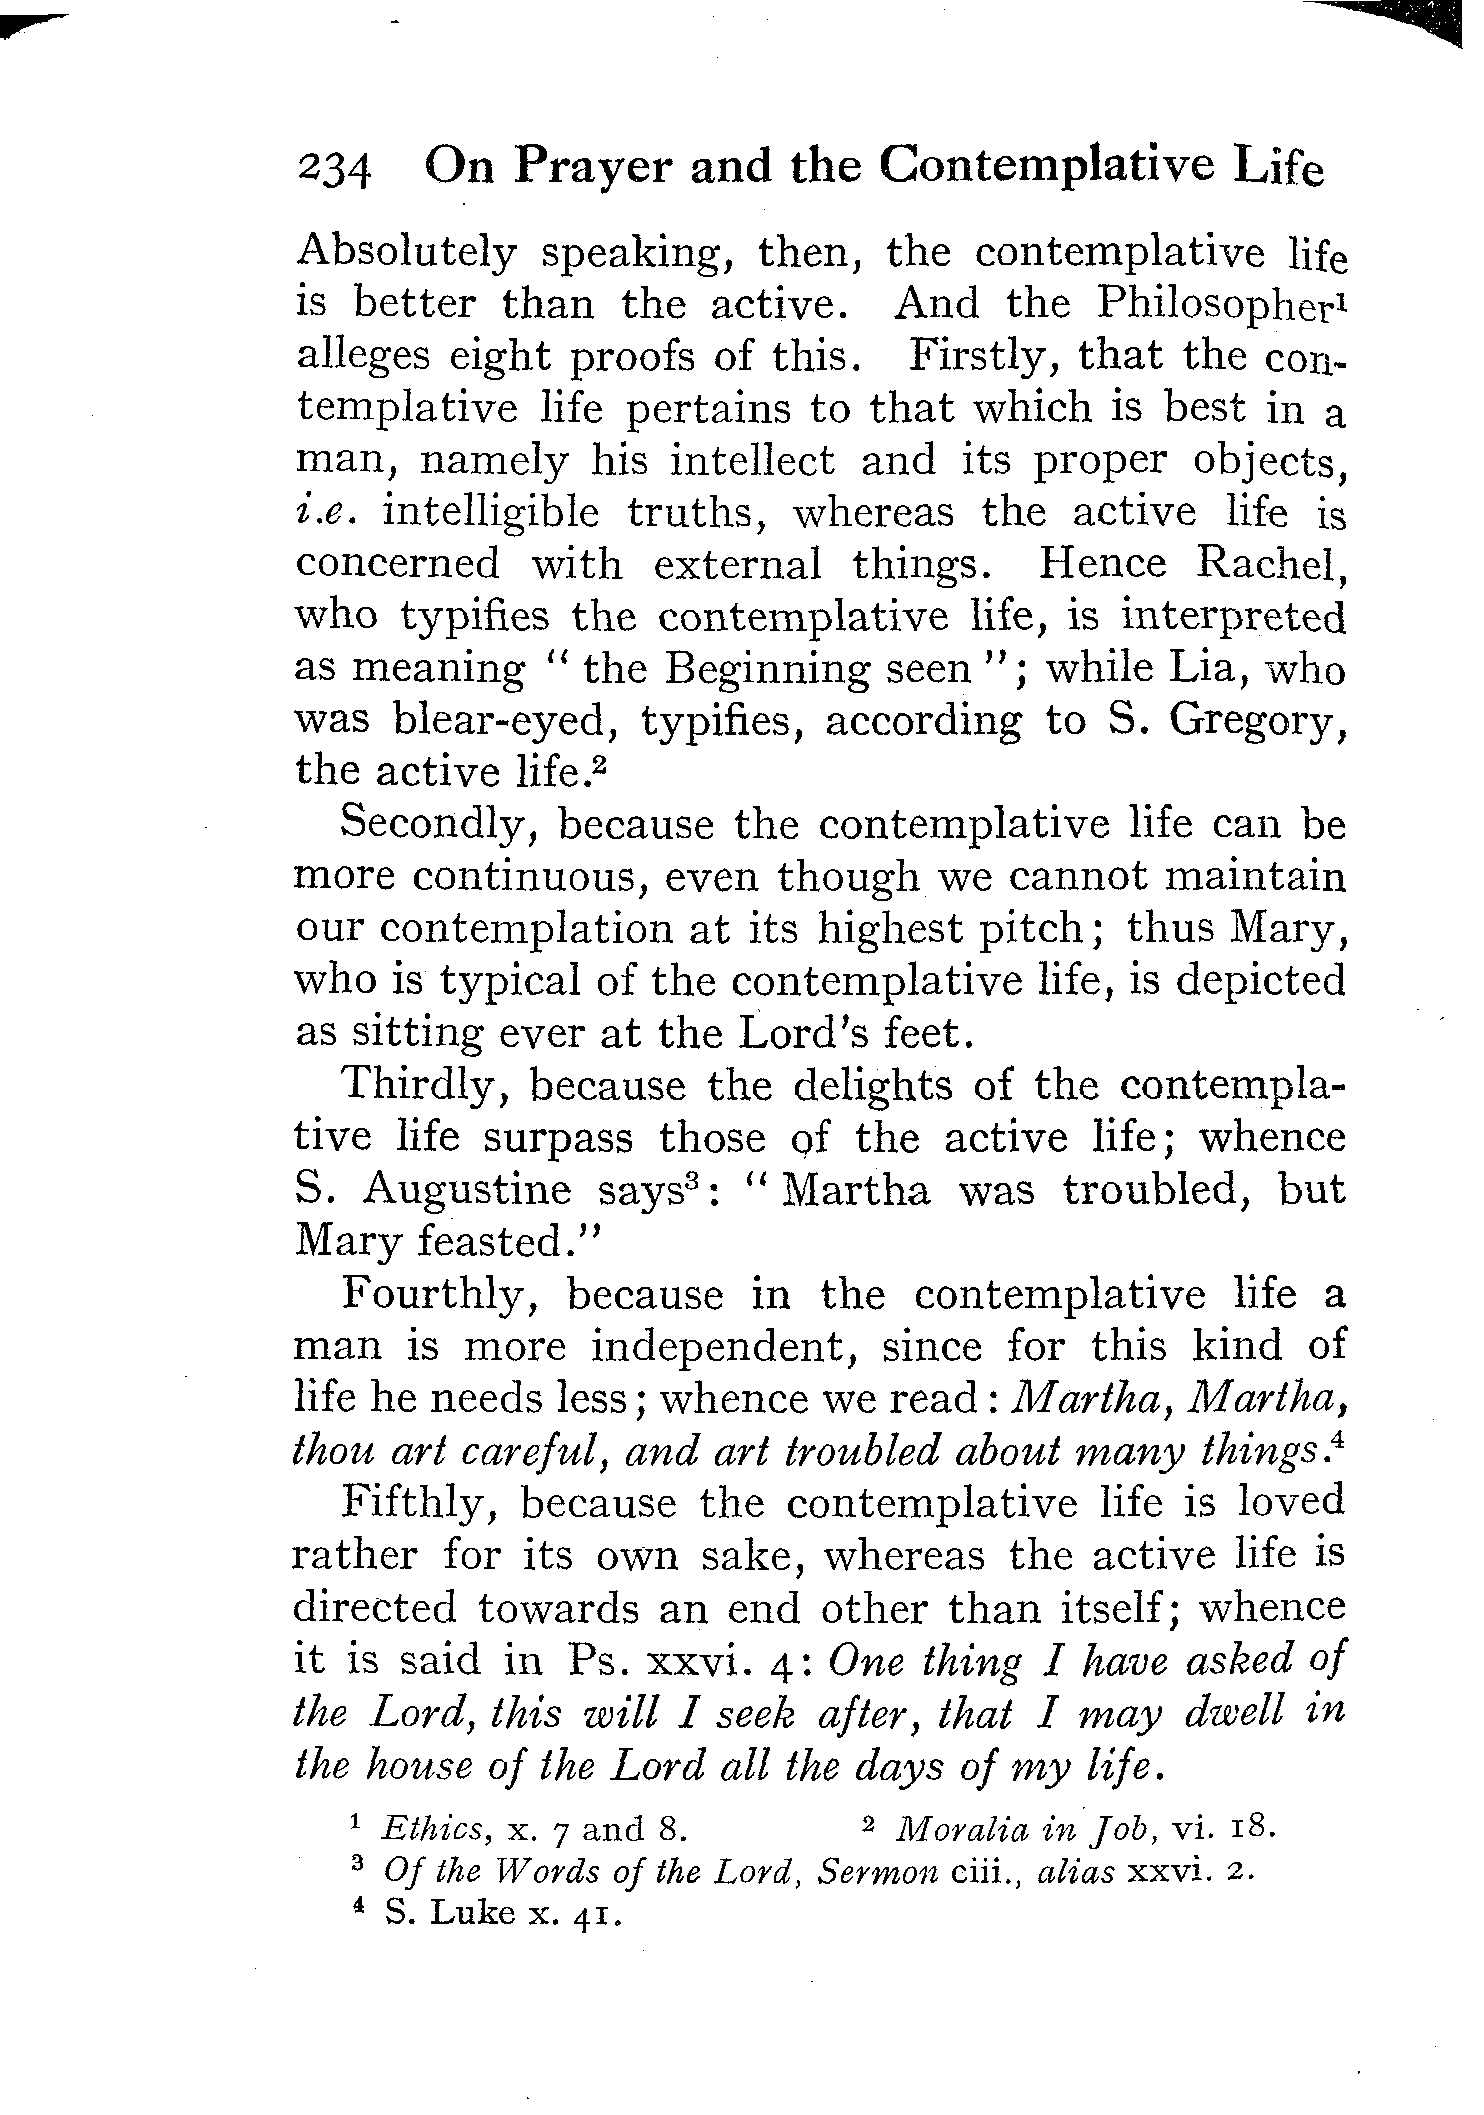 234 On Prayer and the Contemplative Life
Absolutely speaking, then, the contemplative life
is better than the active. And the Philosopher¹
alleges eight proofs of this. Firstly, that the con-
templative life pertains to that which is best in a
man, namely his intellect and its proper objects,
i.e. intelligible truths, whereas the active life is
concerned with external things. Hence Rachel,
who typifies the contemplative life, is interpreted
as meaning “ the Beginning seen ”; while Lia, who
was blear-eyed, typifies, according to S. Gregory,
the active life.²
Secondly, because the contemplative life can be
more continuous, even though we cannot maintain
our contemplation at its highest pitch; thus Mary,
who is typical of the contemplative life, is depicted
as sitting ever at the Lord’s feet.
Thirdly, because the delights of the contempla-
tive life surpass those of the active life; whence
S. Augustine says³: “ Martha was troubled, but
Mary feasted.”
Fourthly, because in the contemplative life a
man is more independent, since for this kind of
life he needs less; whence we read: Martha, Martha,
thou art careful, and art troubled about many things.⁴
Fifthly, because the contemplative life is loved
rather for its own sake, whereas the active life is
directed towards an end other than itself; whence
it is said in Ps. xxvi. 4: One thing I have asked of
the Lord, this will I seek after, that I may dwell in
the house of the Lord all the days of my life.
¹ Ethics, x. 7 and 8. ² Moralia in Job, vi. 18.
³ Of the Words of the Lord, Sermon ciii., alias xxvi. 2.
⁴ S. Luke x. 41.